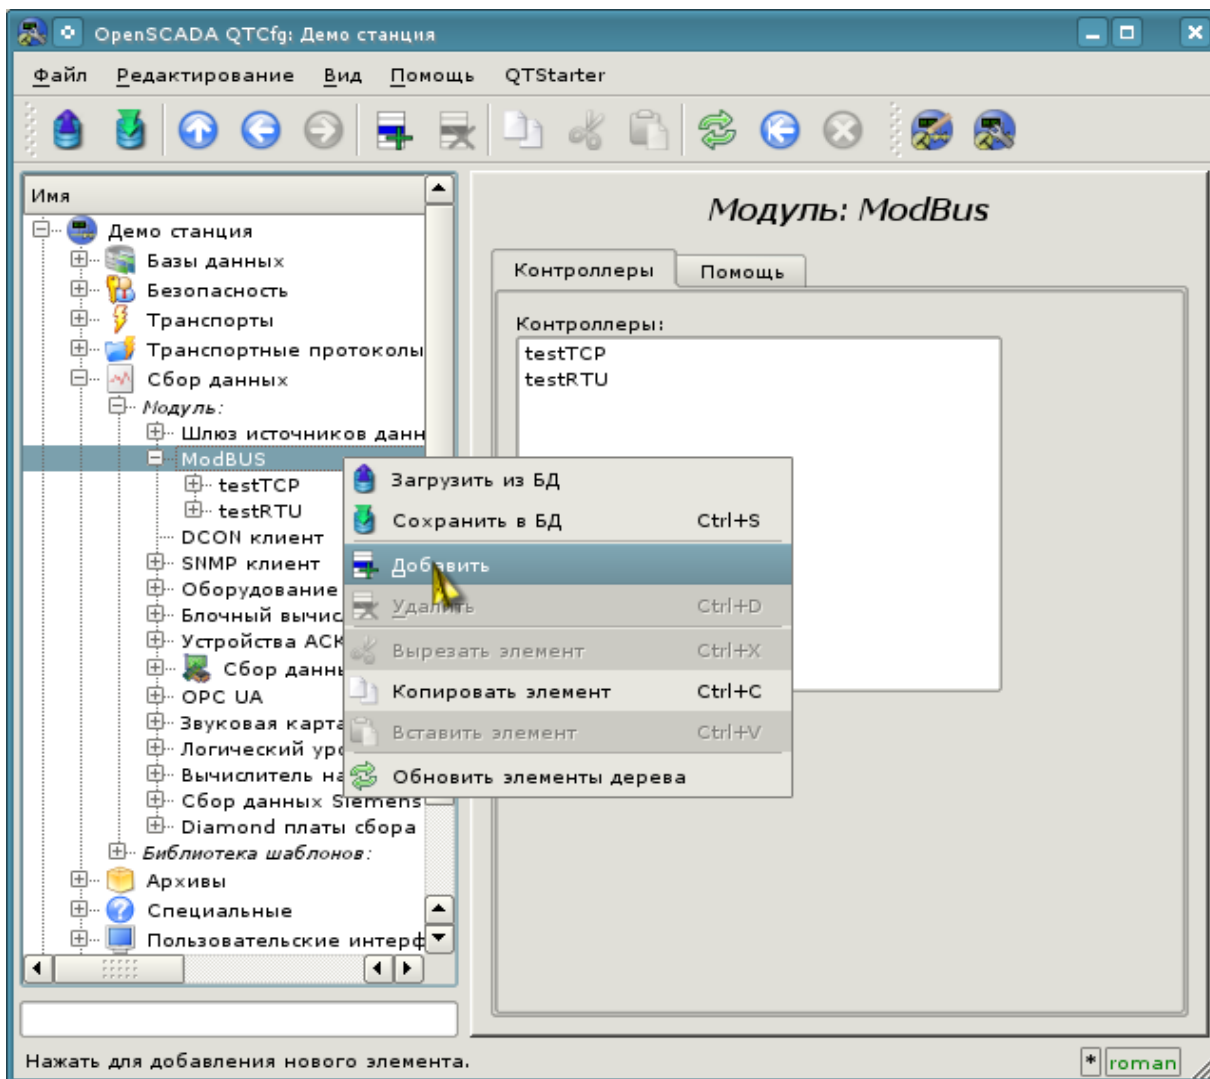 OpenSCADA QTCfg: Демо станция
Файл Редактирование Вид Помощь QTStarter
Имя
Демо станция
Базы данных
Безопасность
Транспорты
Транспортные протоколы
Сбор данных
Модуль:
Шлюз источников данн
ModBUS
testTCP
testRTU
DCON клиент
SNMP клиент
Оборудование
Блочный вычис
Устройства АСК
Сбор данны
OPC UA
Звуковая карта
Логический уро
Вычислитель на
Сбор данных Siemens
Diamond платы сбора
Библиотека шаблонов:
Архивы
Специальные
Пользовательские интерф
Модуль: ModBus
Контроллеры Помощь
Контроллеры:
testTCP
testRTU
Загрузить из БД
Сохранить в БД Ctrl+S
Добавить
Удалить Ctrl+D
Вырезать элемент Ctrl+X
Копировать элемент Ctrl+C
Вставить элемент Ctrl+V
Обновить элементы дерева
Нажать для добавления нового элемента.
* roman